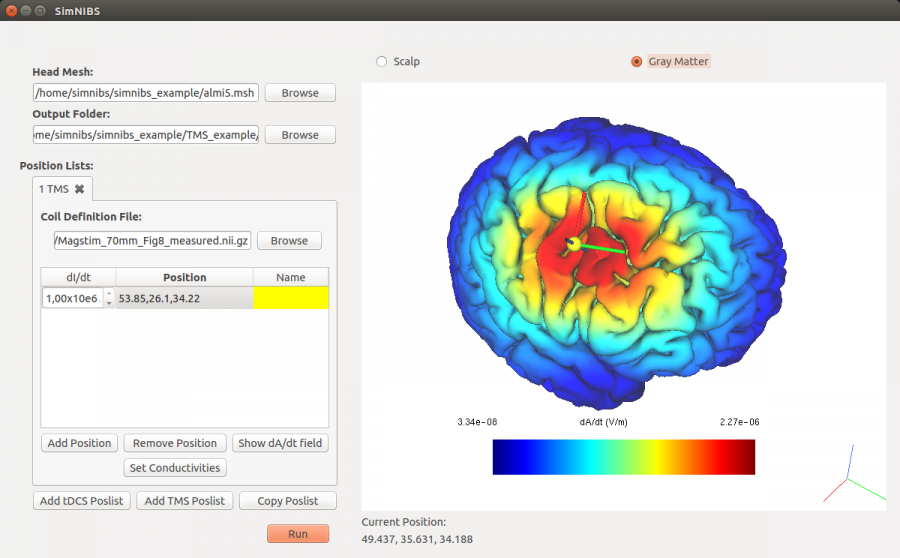 SimNIBS
Scalp
Gray Matter
Head Mesh:
/home/simnibs/simnibs_example/almi5.msh
Browse
Output Folder:
ome/simnibs/simnibs_example/TMS_example/
Browse
Position Lists:
1 TMS
Coil Definition File:
/Magstim_70mm_Fig8_measured.nii.gz
Browse
dI/dt Position Name
1,00x10e6 53.85,26.1,34.22
Add Position Remove Position Show dA/dt field
Set Conductivities
Add tDCS Poslist Add TMS Poslist Copy Poslist
Run
3.34e-08 dA/dt (V/m) 2.27e-06
Current Position:
49.437, 35.631, 34.188